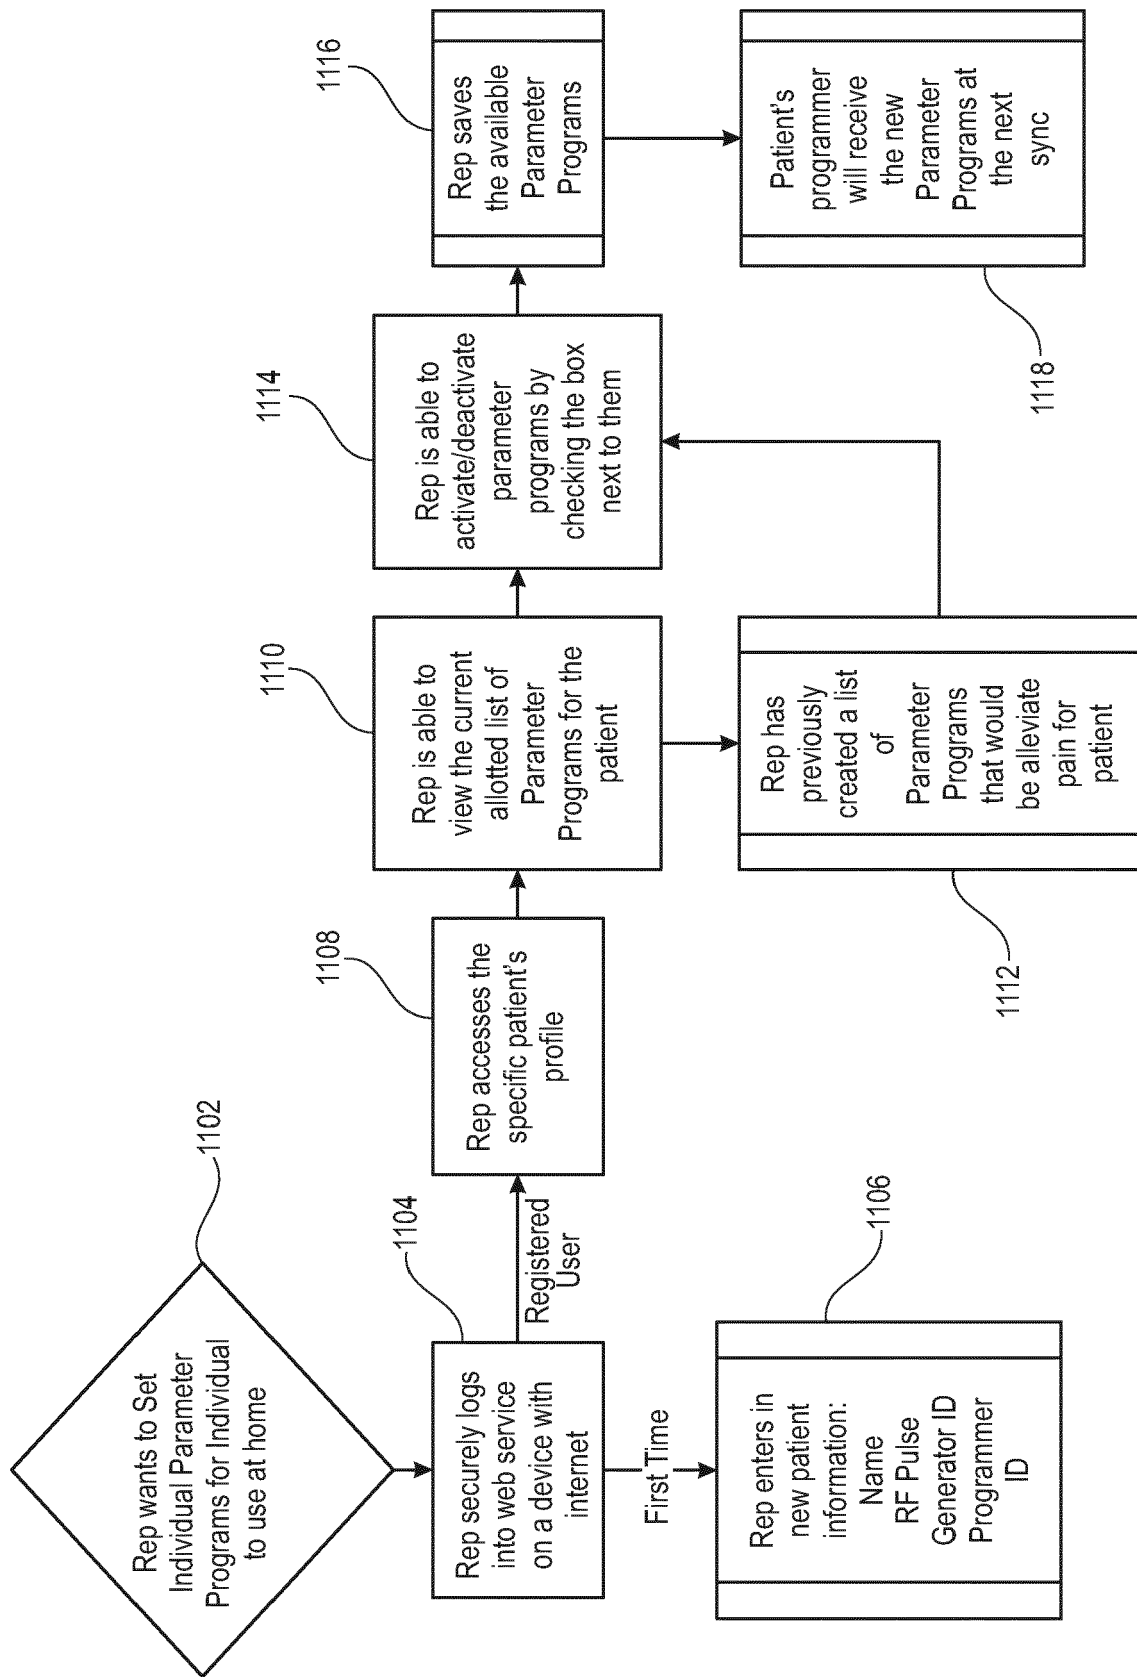 1102
Rep wants to Set
Individual Parameter
Programs for Individual
to use at home
1104
Rep securely logs
into web service
on a device with
internet
First Time
1106
Rep enters in
new patient
information:
Name
RF Pulse
Generator ID
Programmer
ID
Registered
User
1108
Rep accesses the
specific patient's
profile
1110
Rep is able to
view the current
allotted list of
Parameter
Programs for the
patient
1112
Rep has
previously
created a list
of
Parameter
Programs
that would
be alleviate
pain for
patient
1114
Rep is able to
activate/deactivate
parameter
programs by
checking the box
next to them
1116
Rep saves
the available
Parameter
Programs
1118
Patient's
programmer
will receive
the new
Parameter
Programs at
the next
sync